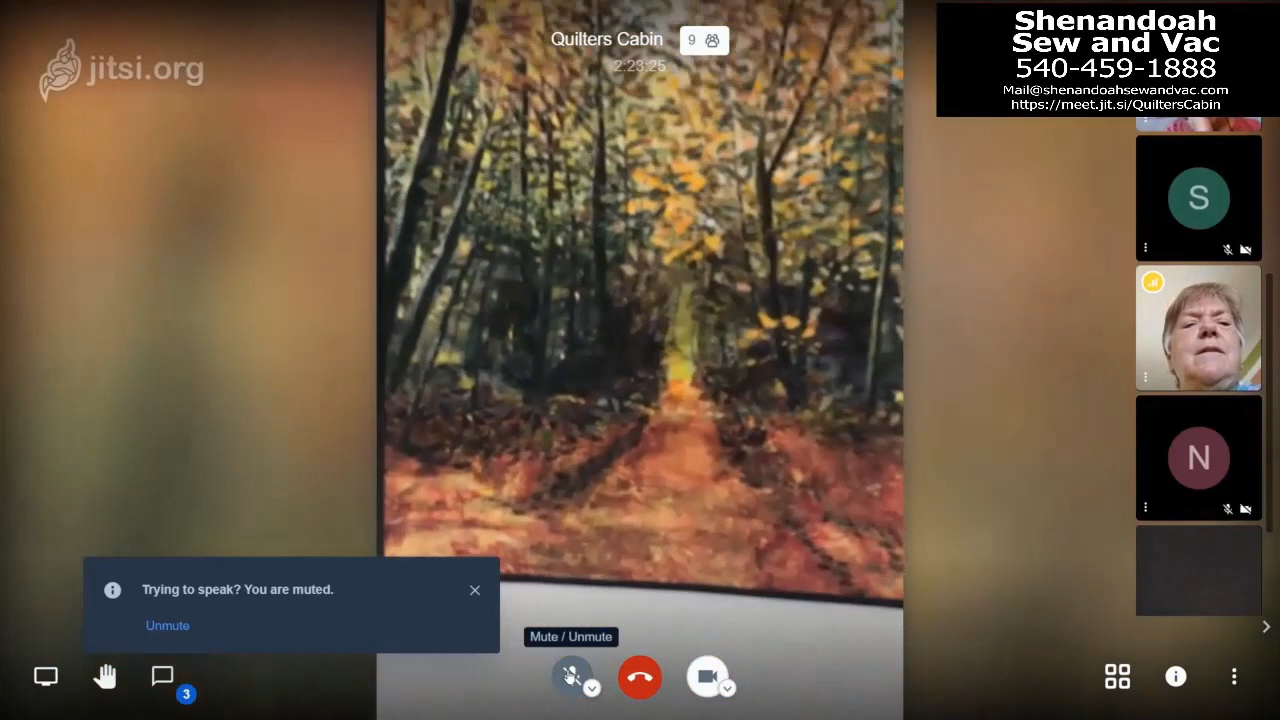 jitsi.org
Quilters Cabin 9
2:23:25
Shenandoah
Sew and Vac
540-459-1888
Mail@shenandoahsewandvac.com
https://meet.jit.si/QuiltersCabin
S
N
Trying to speak? You are muted.
Unmute
Mute / Unmute
3